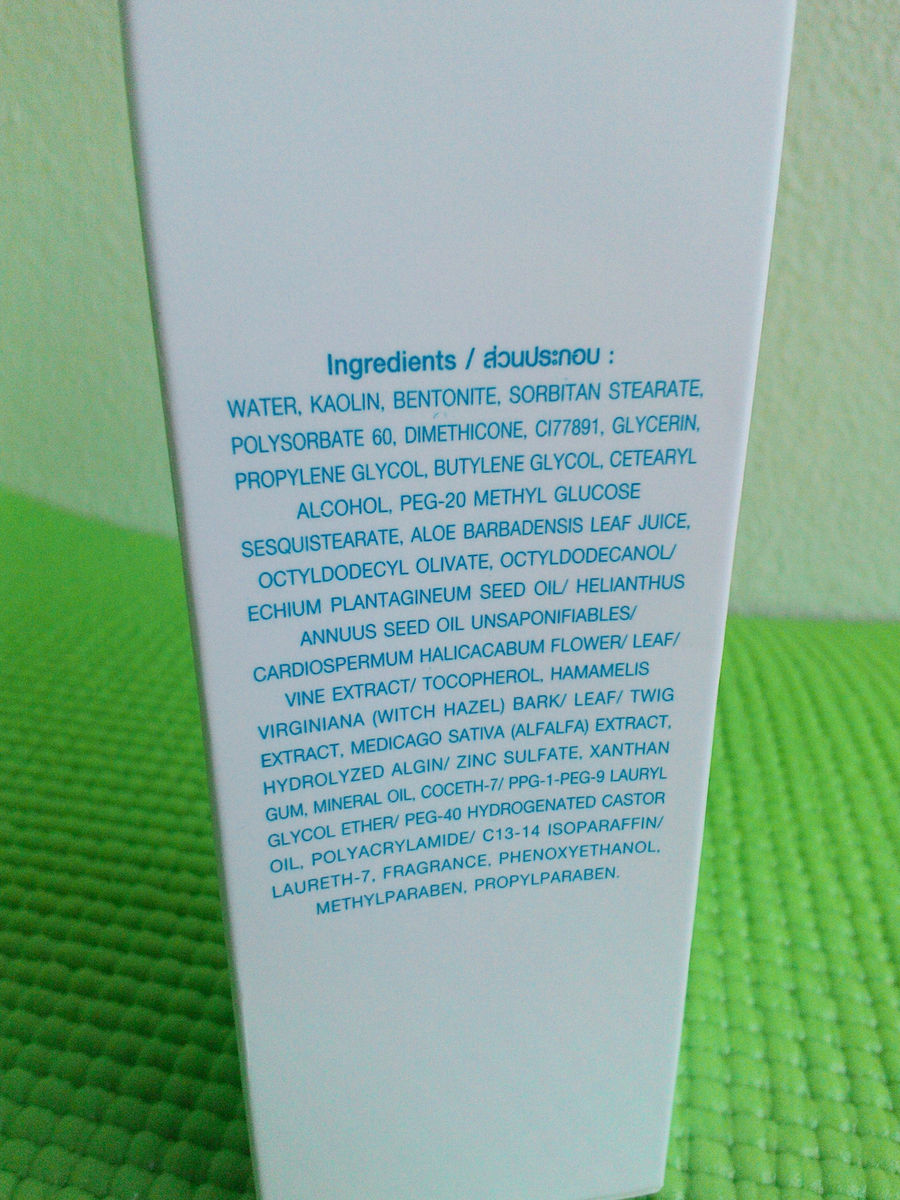 Ingredients / ส่วนประกอบ :
WATER, KAOLIN, BENTONITE, SORBITAN STEARATE,
POLYSORBATE 60, DIMETHICONE, CI77891, GLYCERIN,
PROPYLENE GLYCOL, BUTYLENE GLYCOL, CETEARYL
ALCOHOL, PEG-20 METHYL GLUCOSE
SESQUISTEARATE, ALOE BARBADENSIS LEAF JUICE,
OCTYLDODECYL OLIVATE, OCTYLDODECANOL/
ECHIUM PLANTAGINEUM SEED OIL/ HELIANTHUS
ANNUUS SEED OIL UNSAPONIFIABLES/
CARDIOSPERMUM HALICACABUM FLOWER/ LEAF/
VINE EXTRACT/ TOCOPHEROL, HAMAMELIS
VIRGINIANA (WITCH HAZEL) BARK/ LEAF/ TWIG
EXTRACT, MEDICAGO SATIVA (ALFALFA) EXTRACT,
HYDROLYZED ALGIN/ ZINC SULFATE, XANTHAN
GUM, MINERAL OIL, COCETH-7/ PPG-1-PEG-9 LAURYL
GLYCOL ETHER/ PEG-40 HYDROGENATED CASTOR
OIL, POLYACRYLAMIDE/ C13-14 ISOPARAFFIN/
LAURETH-7, FRAGRANCE, PHENOXYETHANOL,
METHYLPARABEN, PROPYLPARABEN.